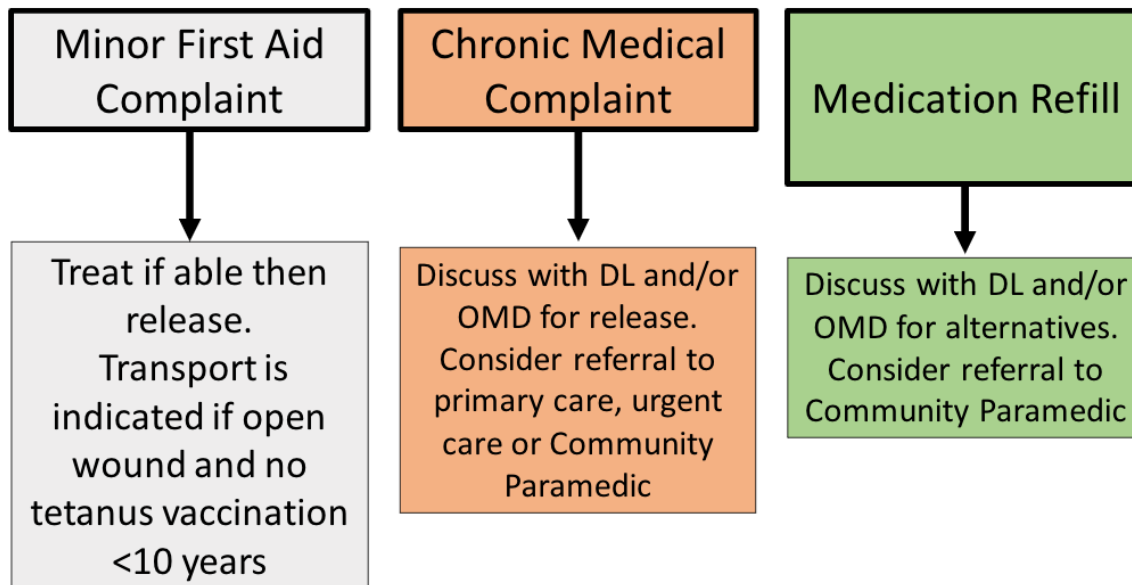 Minor First Aid
Complaint
Treat if able then
release.
Transport is
indicated if open
wound and no
tetanus vaccination
<10 years
Chronic Medical
Complaint
Discuss with DL and/or
OMD for release.
Consider referral to
primary care, urgent
care or Community
Paramedic
Medication Refill
Discuss with DL and/or
OMD for alternatives.
Consider referral to
Community Paramedic